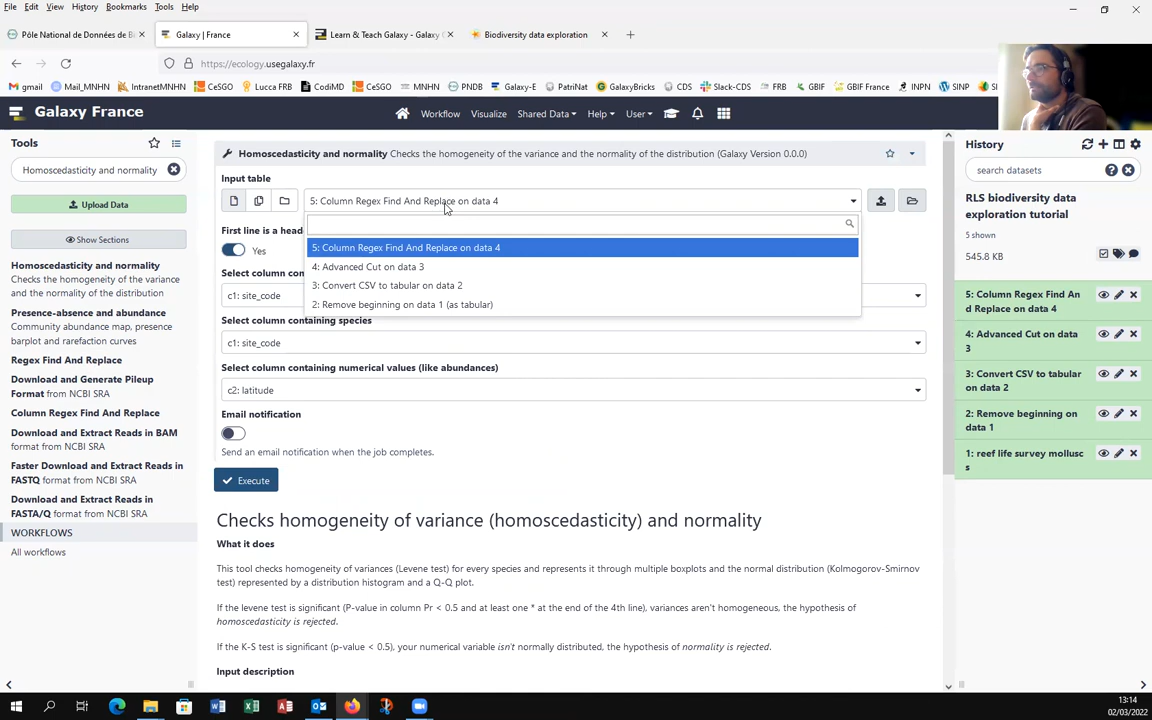 File Edit View History Bookmarks Tools Help
Pôle National de Données de Bi
Galaxy | France
Learn & Teach Galaxy - Galaxy C
Biodiversity data exploration
https://ecology.usegalaxy.fr
gmail Mail_MNHN IntranetMNHN CeSGO Lucca FRB CodiMD CeSGO MNHN PNDB Galaxy-E PatriNat GalaxyBricks CDS Slack-CDS FRB GBIF GBIF France INPN SINP
Galaxy France
Workflow Visualize Shared Data Help User
Tools
Homoscedasticity and normality
Upload Data
Show Sections
Homoscedasticity and normality
Checks the homogeneity of the variance
and the normality of the distribution
Presence-absence and abundance
Community abundance map, presence
barplot and rarefaction curves
Regex Find And Replace
Download and Generate Pileup
Format from NCBI SRA
Column Regex Find And Replace
Download and Extract Reads in BAM
format from NCBI SRA
Faster Download and Extract Reads in
FASTQ format from NCBI SRA
Download and Extract Reads in
FASTA/Q format from NCBI SRA
WORKFLOWS
All workflows
Homoscedasticity and normality Checks the homogeneity of the variance and the normality of the distribution (Galaxy Version 0.0.0)
Input table
5: Column Regex Find And Replace on data 4
5: Column Regex Find And Replace on data 4
4: Advanced Cut on data 3
3: Convert CSV to tabular on data 2
2: Remove beginning on data 1 (as tabular)
First line is a head
Yes
Select column con
c1: site_code
Select column containing species
c1: site_code
Select column containing numerical values (like abundances)
c2: latitude
Email notification
Send an email notification when the job completes.
Execute
Checks homogeneity of variance (homoscedasticity) and normality
What it does
This tool checks homogeneity of variances (Levene test) for every species and represents it through multiple boxplots and the normal distribution (Kolmogorov-Smirnov
test) represented by a distribution histogram and a Q-Q plot.
If the levene test is significant (P-value in column Pr < 0.5 and at least one * at the end of the 4th line), variances aren't homogeneous, the hypothesis of
homoscedasticity is rejected.
If the K-S test is significant (p-value < 0.5), your numerical variable isn't normally distributed, the hypothesis of normality is rejected.
Input description
History
search datasets
RLS biodiversity data
exploration tutorial
5 shown
545.8 KB
5: Column Regex Find An
d Replace on data 4
4: Advanced Cut on data
3
3: Convert CSV to tabular
on data 2
2: Remove beginning on
data 1
1: reef life survey mollusc
s
13:14
02/03/2022